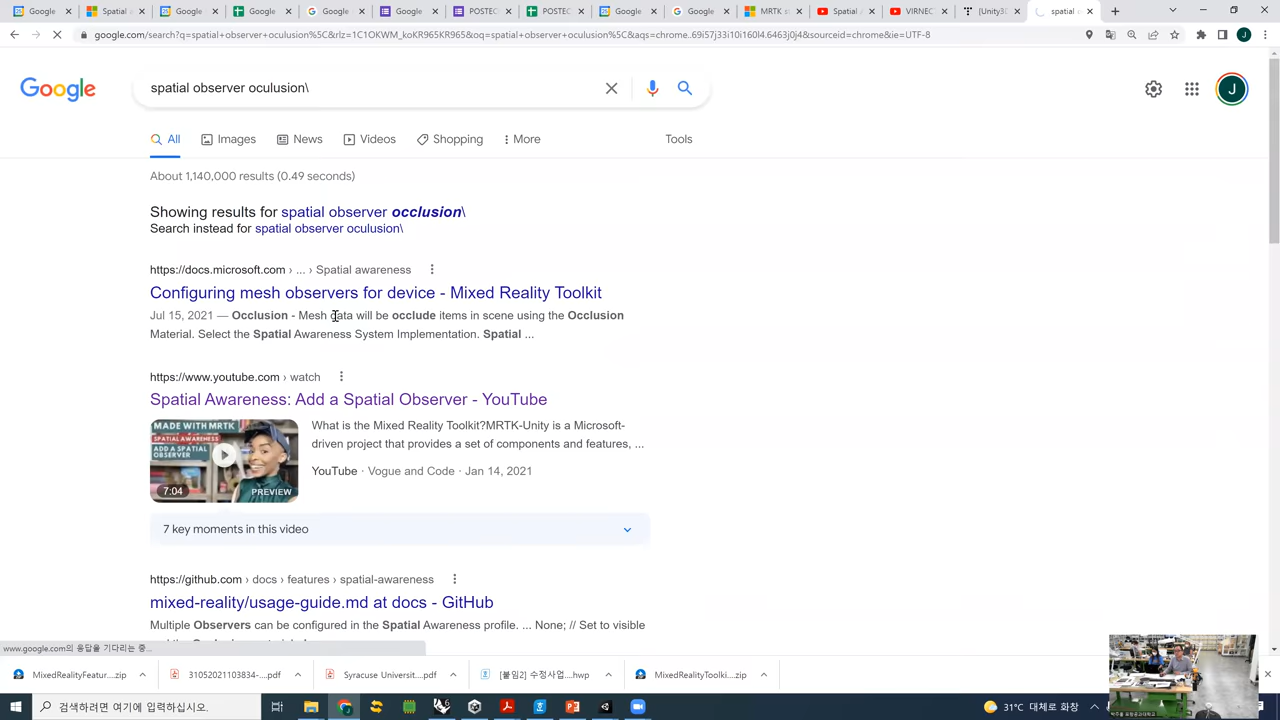 Google
Spatial a
Google
Google
Google
Google
POSTEC
POSTEC
Google
Google
MRTK s
Spatial A
VIRNEC
[Unity3D
spatial o
google.com/search?q=spatial+observer+oculusion%5C&rlz=1C1OKWM_koKR965KR965&oq=spatial+observer+oculusion%5C&aqs=chrome..69i57j33i10i160l4.6463j0j4&sourceid=chrome&ie=UTF-8
J
Google
spatial observer oculusion\
J
All
Images
News
Videos
Shopping
More
Tools
About 1,140,000 results (0.49 seconds)
Showing results for spatial observer occlusion\
Search instead for spatial observer oculusion\
https://docs.microsoft.com › ... › Spatial awareness
Configuring mesh observers for device - Mixed Reality Toolkit
Jul 15, 2021 — Occlusion - Mesh data will be occlude items in scene using the Occlusion
Material. Select the Spatial Awareness System Implementation. Spatial ...
https://www.youtube.com › watch
Spatial Awareness: Add a Spatial Observer - YouTube
MADE WITH MRTK
SPATIAL AWARENESS
ADD A SPATIAL
OBSERVER
7:04
PREVIEW
What is the Mixed Reality Toolkit?MRTK-Unity is a Microsoft-
driven project that provides a set of components and features, ...
YouTube · Vogue and Code · Jan 14, 2021
7 key moments in this video
https://github.com › docs › features › spatial-awareness
mixed-reality/usage-guide.md at docs - GitHub
Multiple Observers can be configured in the Spatial Awareness profile. ... None; // Set to visible
www.google.com의 응답을 기다리는 중...
MixedRealityFeatur....zip
31052021103834-....pdf
Syracuse Universit....pdf
[붙임2] 수정사업....hwp
MixedRealityToolki....zip
검색하려면 여기에 입력하십시오.
31°C 대체로 화창